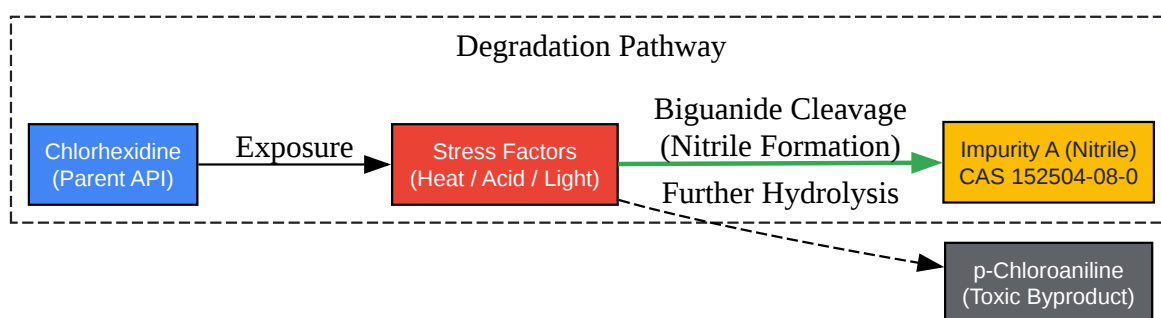 Degradation Pathway
Chlorhexidine
(Parent API)
Exposure
Stress Factors
(Heat / Acid / Light)
Biguanide Cleavage
(Nitrile Formation)
Further Hydrolysis
Impurity A (Nitrile)
CAS 152504-08-0
p-Chloroaniline
(Toxic Byproduct)